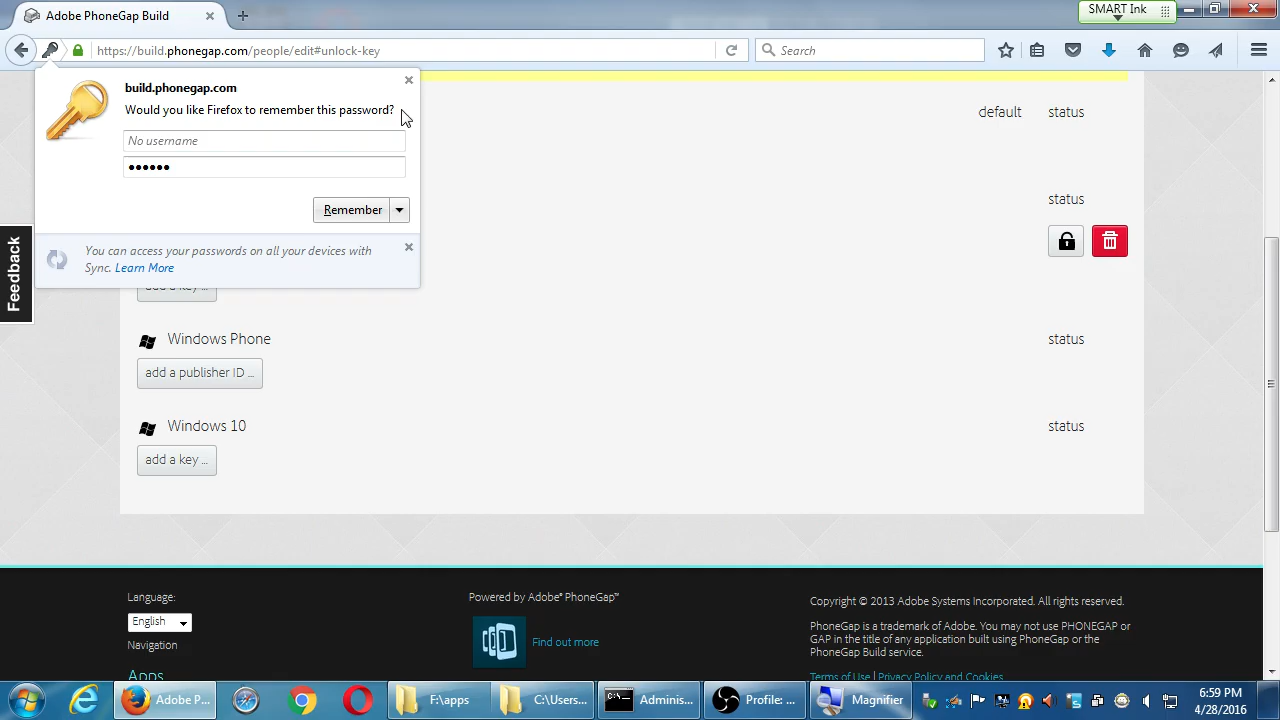 Adobe PhoneGap Build
SMART Ink
https://build.phonegap.com/people/edit#unlock-key
Search
build.phonegap.com
Would you like Firefox to remember this password?
No username
••••••
Remember
You can access your passwords on all your devices with
Sync. Learn More
Feedback
default status
status
add a key ...
Windows Phone status
add a publisher ID ...
Windows 10 status
add a key ...
Language:
English
Navigation
Apps
Powered by Adobe® PhoneGap™
Find out more
Copyright © 2013 Adobe Systems Incorporated. All rights reserved.
PhoneGap is a trademark of Adobe. You may not use PHONEGAP or
GAP in the title of any application built using PhoneGap or the
PhoneGap Build service.
Terms of Use | Privacy Policy and Cookies
Adobe P...
F:\apps
C:\Users...
Adminis...
Profile: ...
Magnifier
6:59 PM
4/28/2016